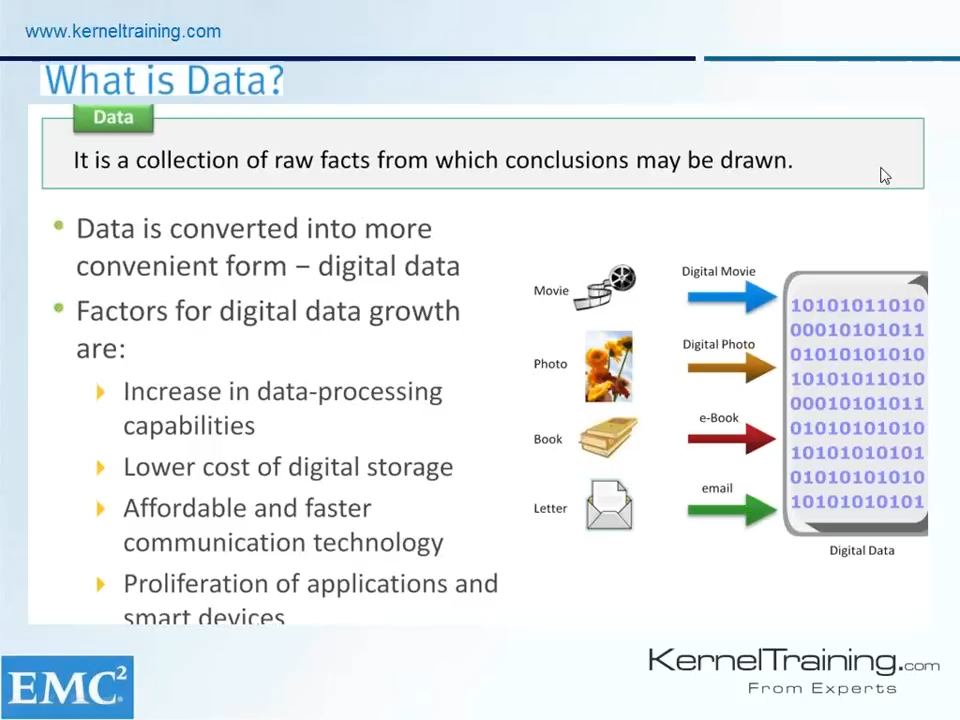 www.kerneltraining.com
What is Data?
Data
It is a collection of raw facts from which conclusions may be drawn.
• Data is converted into more
convenient form – digital data
• Factors for digital data growth
are:
Increase in data-processing
capabilities
Lower cost of digital storage
Affordable and faster
communication technology
Proliferation of applications and
smart devices
Movie
Digital Movie
Photo
Digital Photo
Book
e-Book
Letter
email
10101011010
00010101011
01010101010
10101011010
00010101011
01010101010
10101010101
01010101010
10101010101
Digital Data
EMC²
KernelTraining.com
From Experts